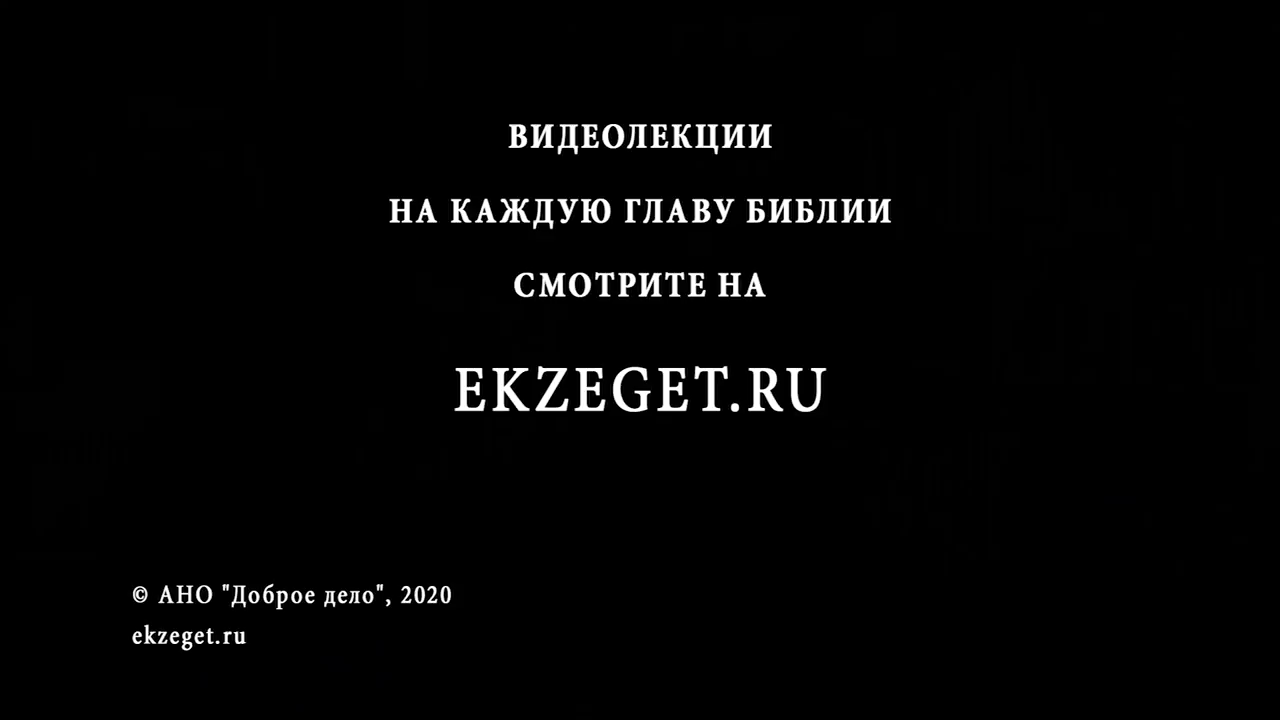 ВИДЕОЛЕКЦИИ
НА КАЖДУЮ ГЛАВУ БИБЛИИ
СМОТРИТЕ НА
EKZEGET.RU
© АНО "Доброе дело", 2020
ekzeget.ru